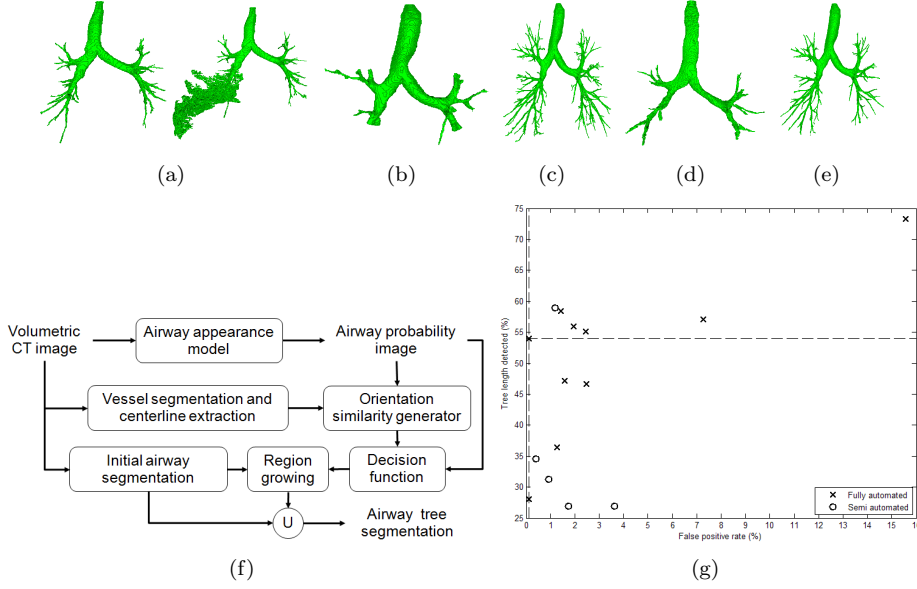 (a)
(b)
(c)
(d)
(e)
Volumetric
CT image
Airway appearance
model
Airway probability
image
Vessel segmentation and
centerline extraction
Orientation
similarity generator
Initial airway
segmentation
Region
growing
Decision
function
U
Airway tree
segmentation
(f)
75
70
65
60
55
50
45
40
35
30
25
Tree length detected (%)
0 1 2 3 4 5 6 7 8 9 10 11 12 13 14 15 16
False positive rate (%)
Fully automated
Semi automated
(g)